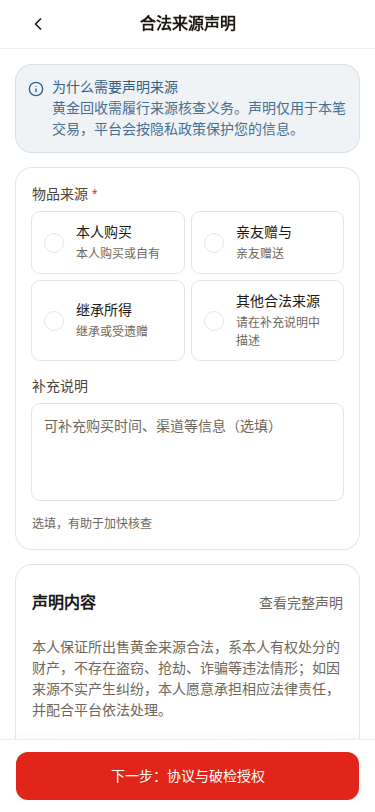 合法来源声明
为什么需要声明来源
黄金回收需履行来源核查义务。声明仅用于本笔
交易，平台会按隐私政策保护您的信息。
物品来源 *
本人购买
本人购买或自有
亲友赠与
亲友赠送
继承所得
继承或受遗赠
其他合法来源
请在补充说明中
描述
补充说明
可补充购买时间、渠道等信息（选填）
选填，有助于加快核查
声明内容
查看完整声明
本人保证所出售黄金来源合法，系本人有权处分的
财产，不存在盗窃、抢劫、诈骗等违法情形；如因
来源不实产生纠纷，本人愿意承担相应法律责任，
并配合平台依法处理。
下一步：协议与破检授权